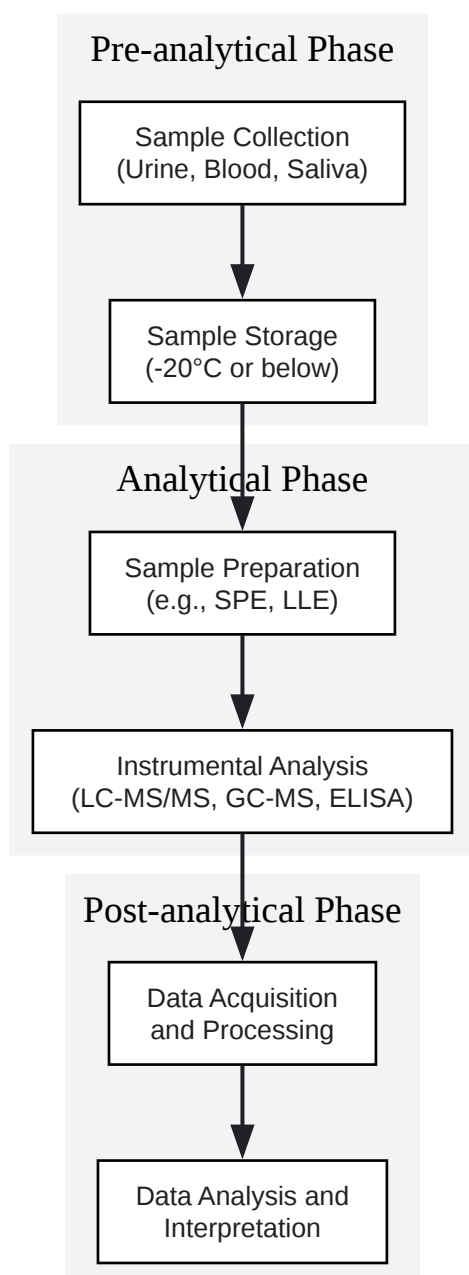 Pre-analytical Phase
Sample Collection
(Urine, Blood, Saliva)
Sample Storage
(-20°C or below)
Analytical Phase
Sample Preparation
(e.g., SPE, LLE)
Instrumental Analysis
(LC-MS/MS, GC-MS, ELISA)
Post-analytical Phase
Data Acquisition
and Processing
Data Analysis and
Interpretation